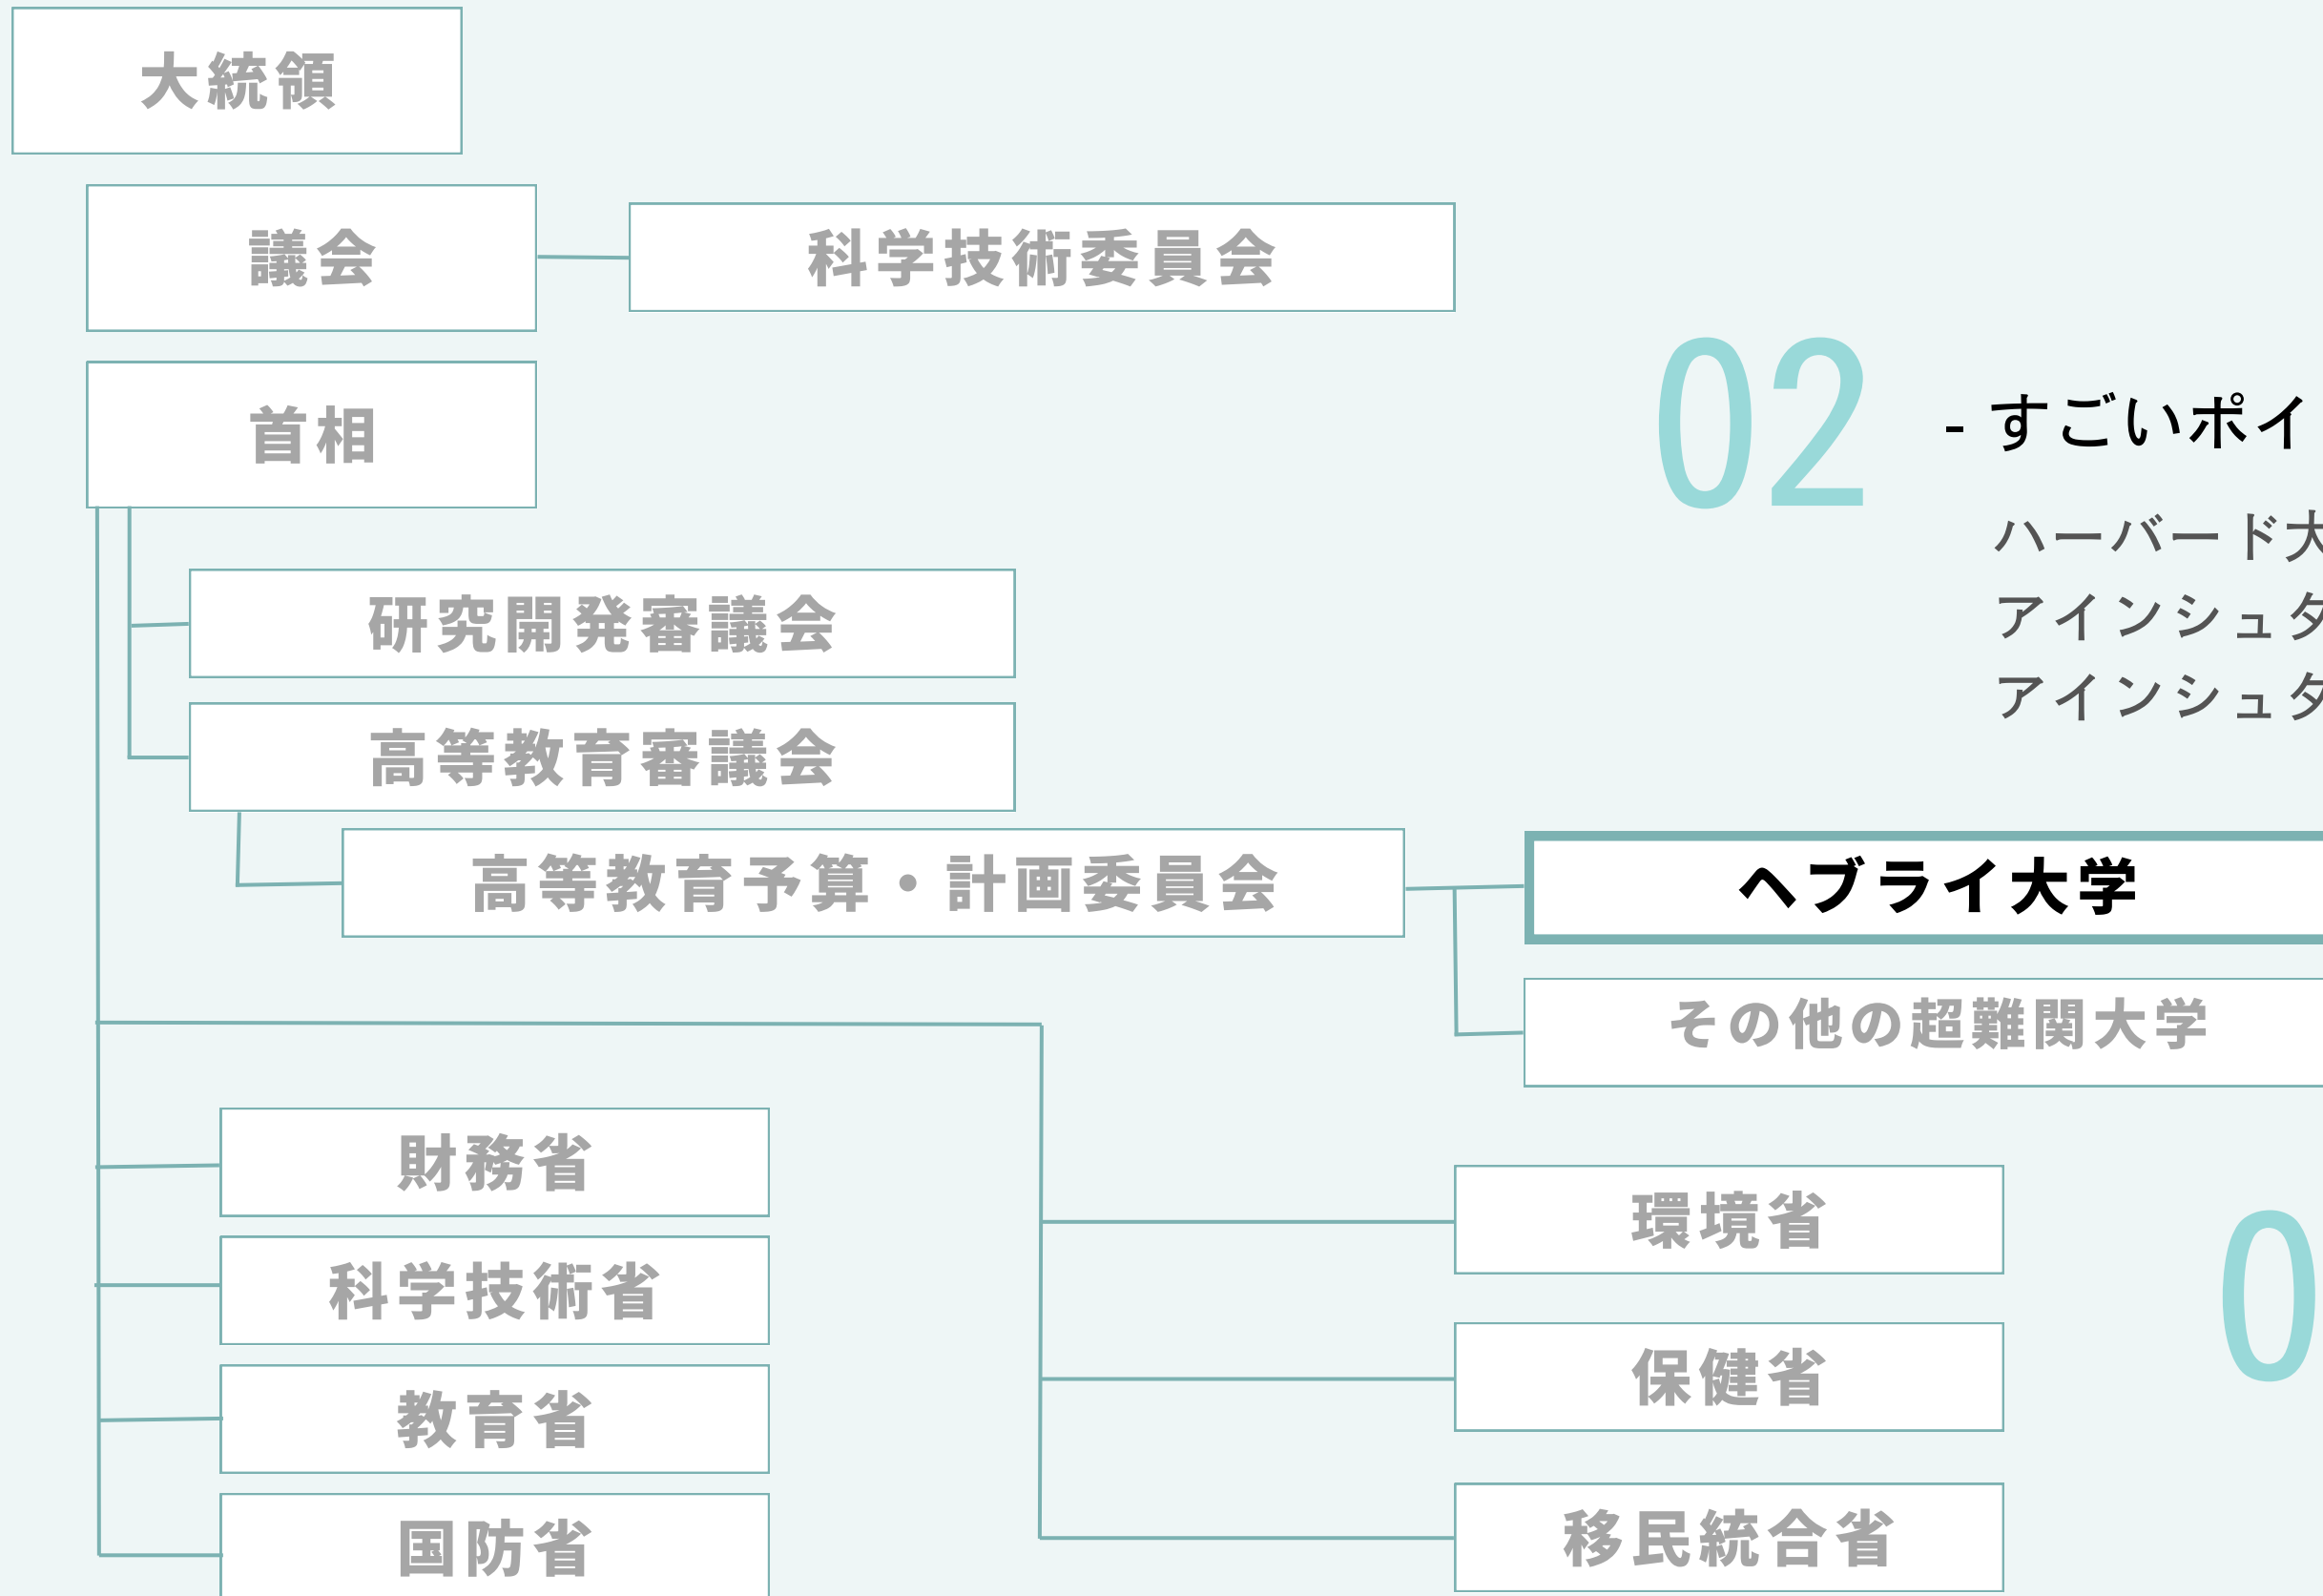 大統領
議会
科学技術委員会
首相
研究開発審議会
高等教育審議会
高等教育予算・計画委員会
ヘブライ大学
その他の超難関大学
財務省
科学技術省
教育省
国防省
環境省
保健省
移民統合省
02
- すごいポイ
ハーバード大
アインシュタ
アインシュタ
0